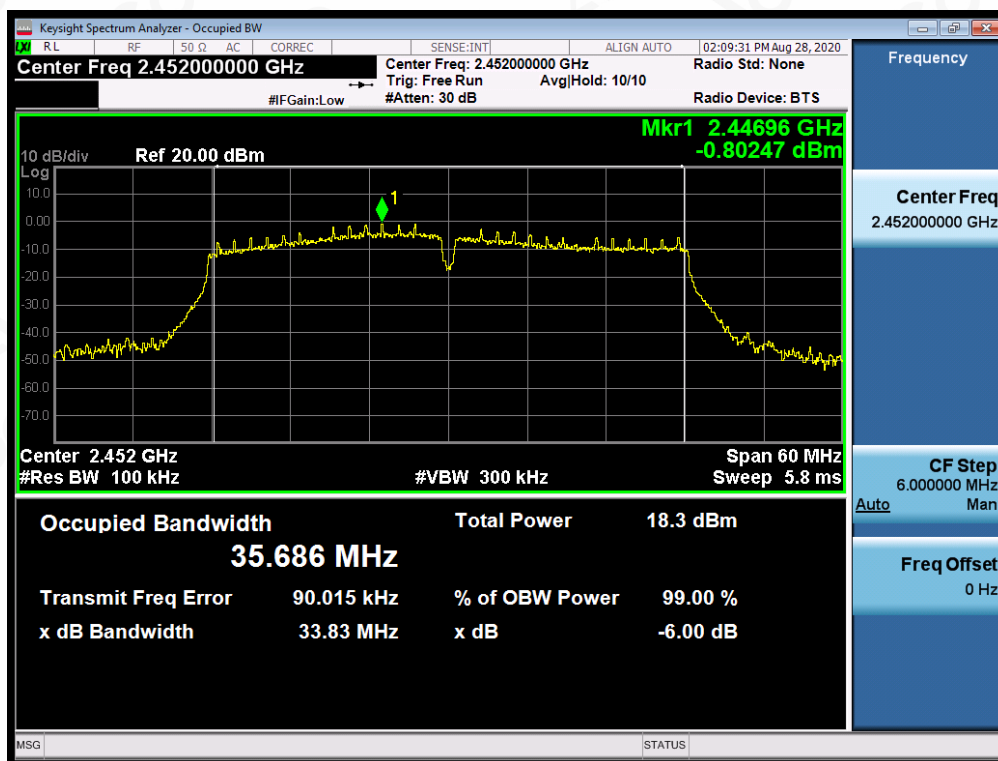 Keysight Spectrum Analyzer - Occupied BW
LXI RL RF 50 Ω AC CORREC SENSE:INT ALIGN AUTO 02:09:31 PM Aug 28, 2020
Center Freq 2.452000000 GHz
Center Freq: 2.452000000 GHz
Radio Std: None
Trig: Free Run
Avg|Hold: 10/10
#IFGain:Low
#Atten: 30 dB
Radio Device: BTS
Mkr1 2.44696 GHz
-0.80247 dBm
10 dB/div
Ref 20.00 dBm
Log
10.0
1
0.00
-10.0
-20.0
-30.0
-40.0
-50.0
-60.0
-70.0
Center 2.452 GHz
Span 60 MHz
#Res BW 100 kHz
#VBW 300 kHz
Sweep 5.8 ms
Occupied Bandwidth
35.686 MHz
Total Power 18.3 dBm
Transmit Freq Error 90.015 kHz
% of OBW Power 99.00 %
x dB Bandwidth 33.83 MHz
x dB -6.00 dB
MSG
STATUS
Frequency
Center Freq
2.452000000 GHz
CF Step
6.000000 MHz
Auto Man
Freq Offset
0 Hz